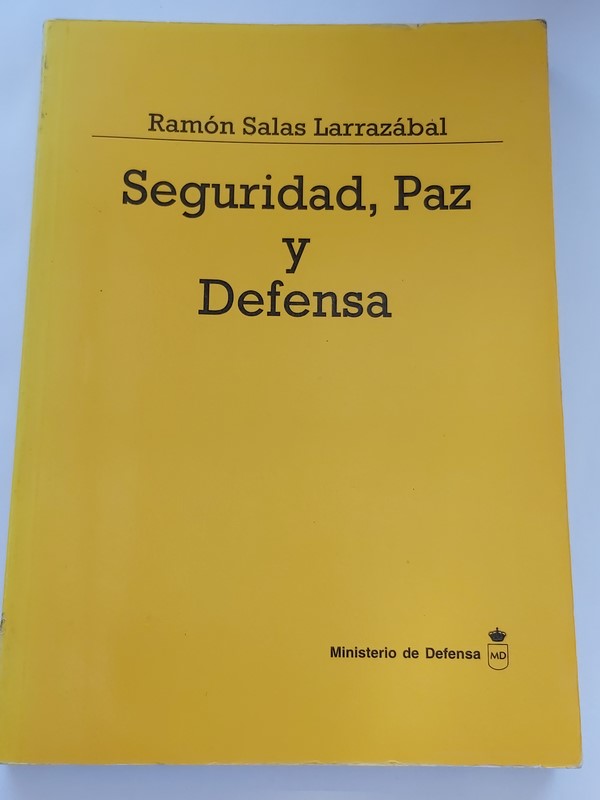 Ramón Salas Larrazábal
Seguridad, Paz
y
Defensa
Ministerio de Defensa MD